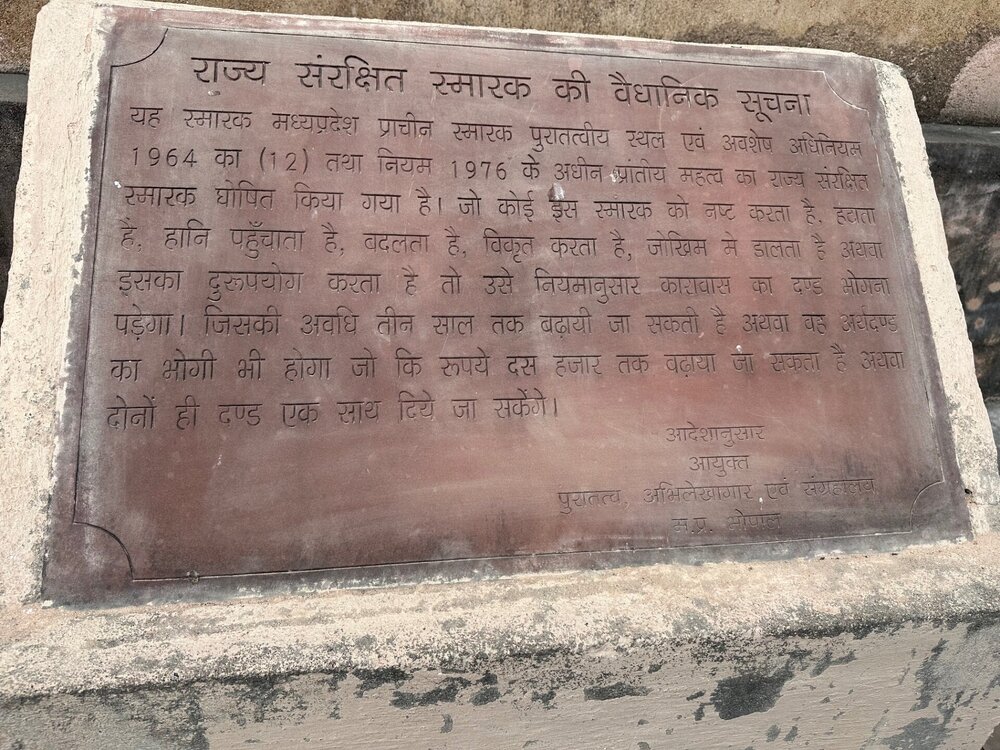 राज्य संरक्षित स्मारक की वैधानिक सूचना
यह स्मारक मध्यप्रदेश प्राचीन स्मारक पुरातत्वीय स्थल एवं अवशेष अधिनियम
1964 का (12) तथा नियम 1976 के अधीन प्रांतीय महत्व का राज्य संरक्षित
स्मारक घोषित किया गया है। जो कोई इस स्मारक को नष्ट करता है, हटाता
है, हानि पहुँचाता है, बदलता है, विकृत करता है, जोखिम मे डालता है अथवा
इसका दुरूपयोग करता है तो उसे नियमानुसार कारावास का दण्ड भोगना
पड़ेगा। जिसकी अवधि तीन साल तक बढ़ायी जा सकती है अथवा वह अर्थदण्ड
का भोगी भी होगा जो कि रूपये दस हजार तक बढ़ाया जा सकता है अथवा
दोनों ही दण्ड एक साथ दिये जा सकेंगे।
आदेशानुसार
आयुक्त
पुरातत्व, अभिलेखागार एवं संग्रहालय
म.प्र. भोपाल